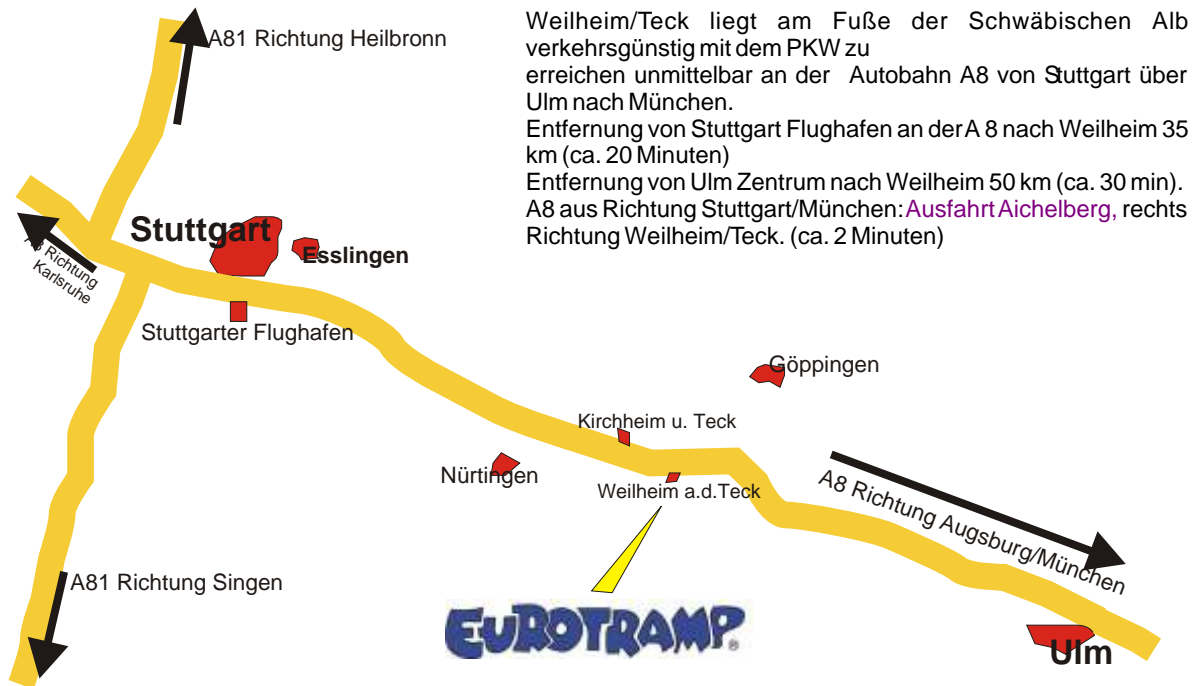 Weilheim/Teck liegt am Fuße der Schwäbischen Alb
verkehrsgünstig mit dem PKW zu
erreichen unmittelbar an der Autobahn A8 von Stuttgart über
Ulm nach München.
Entfernung von Stuttgart Flughafen an der A 8 nach Weilheim 35
km (ca. 20 Minuten)
Entfernung von Ulm Zentrum nach Weilheim 50 km (ca. 30 min).
A8 aus Richtung Stuttgart/München: Ausfahrt Aichelberg, rechts
Richtung Weilheim/Teck. (ca. 2 Minuten)
A81 Richtung Heilbronn
Stuttgart
Esslingen
A8 Richtung
Karlsruhe
Stuttgarter Flughafen
Göppingen
Kirchheim u. Teck
Nürtingen
Weilheim a.d.Teck
A8 Richtung Augsburg/München
A81 Richtung Singen
EUROTRAMP®
Ulm